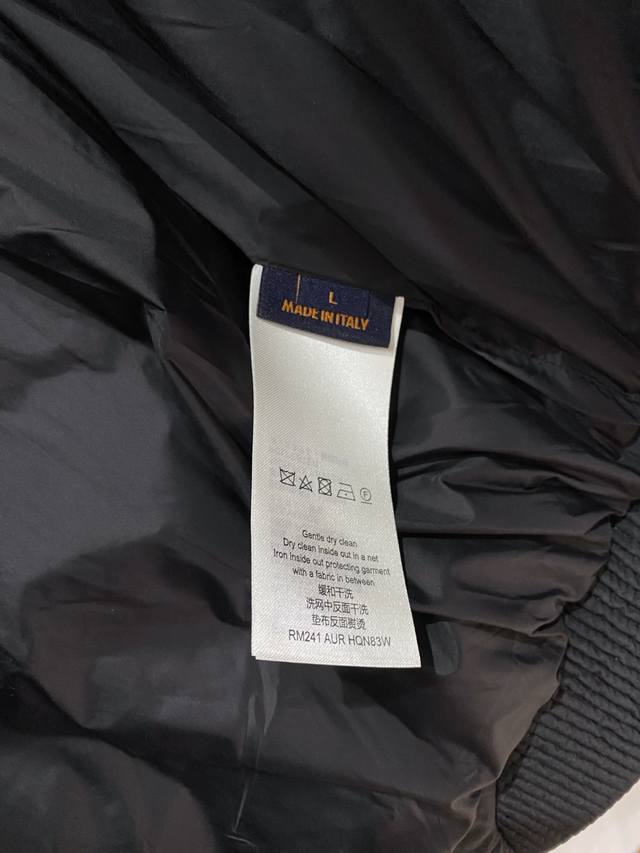 L
MADE IN ITALY
Gentle dry clean
Dry clean inside out in a net
Iron inside out protecting garment
with a fabric in between
缓和干洗
洗网中反面干洗
垫布反面熨烫
RM241 AUR HQN83W